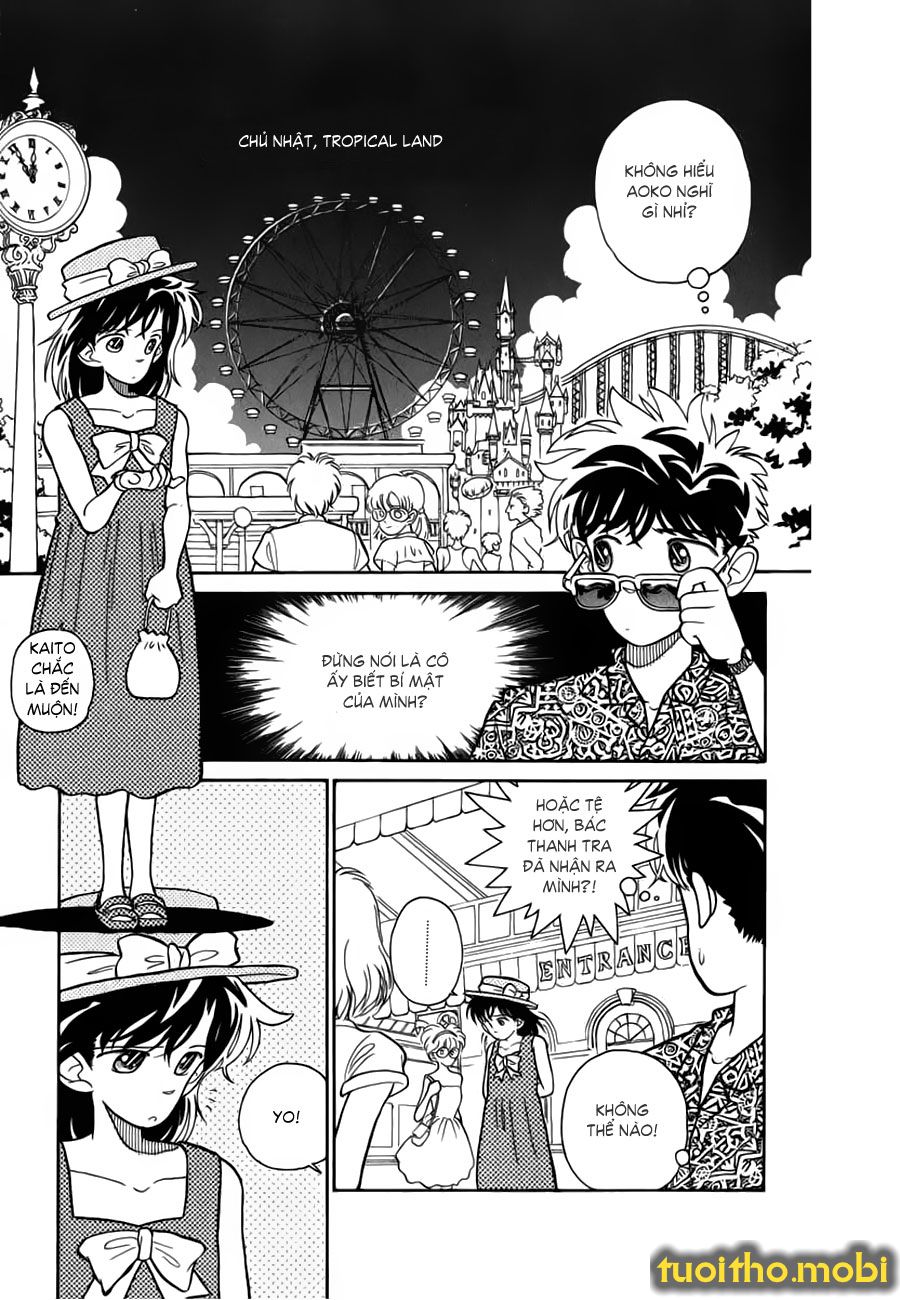 CHỦ NHẬT, TROPICAL LAND
KHÔNG HIỂU
AOKO NGHĨ
GÌ NHỈ?
KAITO
CHẮC
LÀ ĐẾN
MUỘN!
ĐỪNG NÓI LÀ CÔ
ẤY BIẾT BÍ MẬT
CỦA MÌNH?
HOẶC TỆ
HƠN, BÁC
THANH TRA
ĐÃ NHẬN RA
MÌNH?!
..........
ENTRANCE
KHÔNG
THỂ NÀO!
YO!
tuoitho.mobi